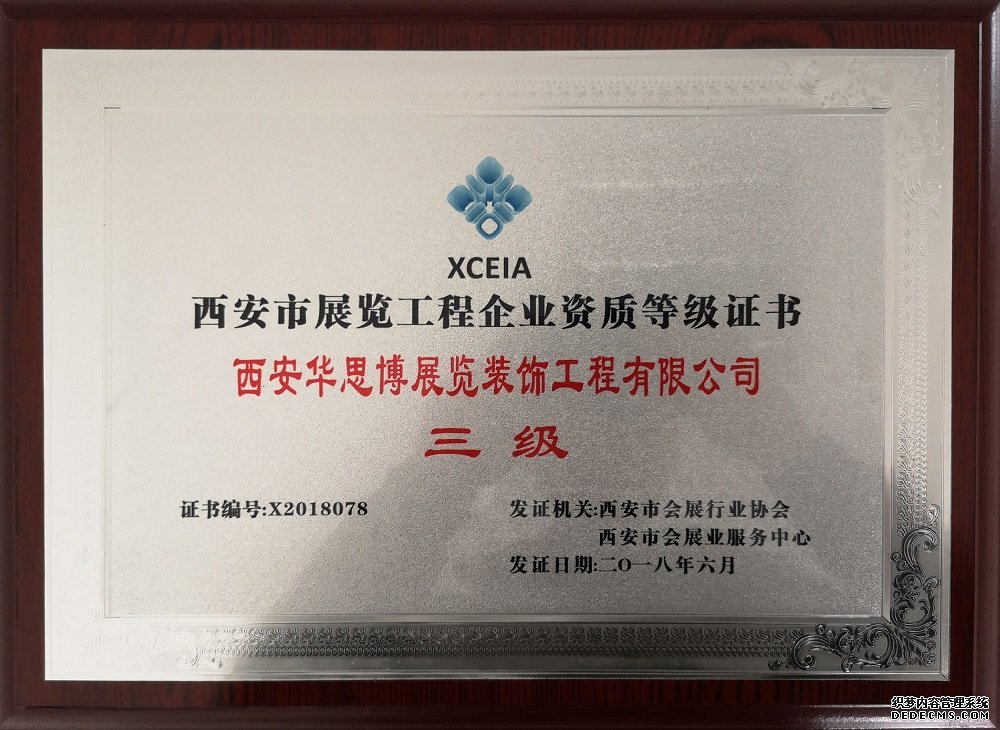 XCEIA
西安市展览工程企业资质等级证书
西安华思博展览装饰工程有限公司
三级
证书编号:X2018078
发证机关:西安市会展行业协会
西安市会展业服务中心
发证日期:二O一八年六月
织梦内容管理系统
DEDECMS.COM